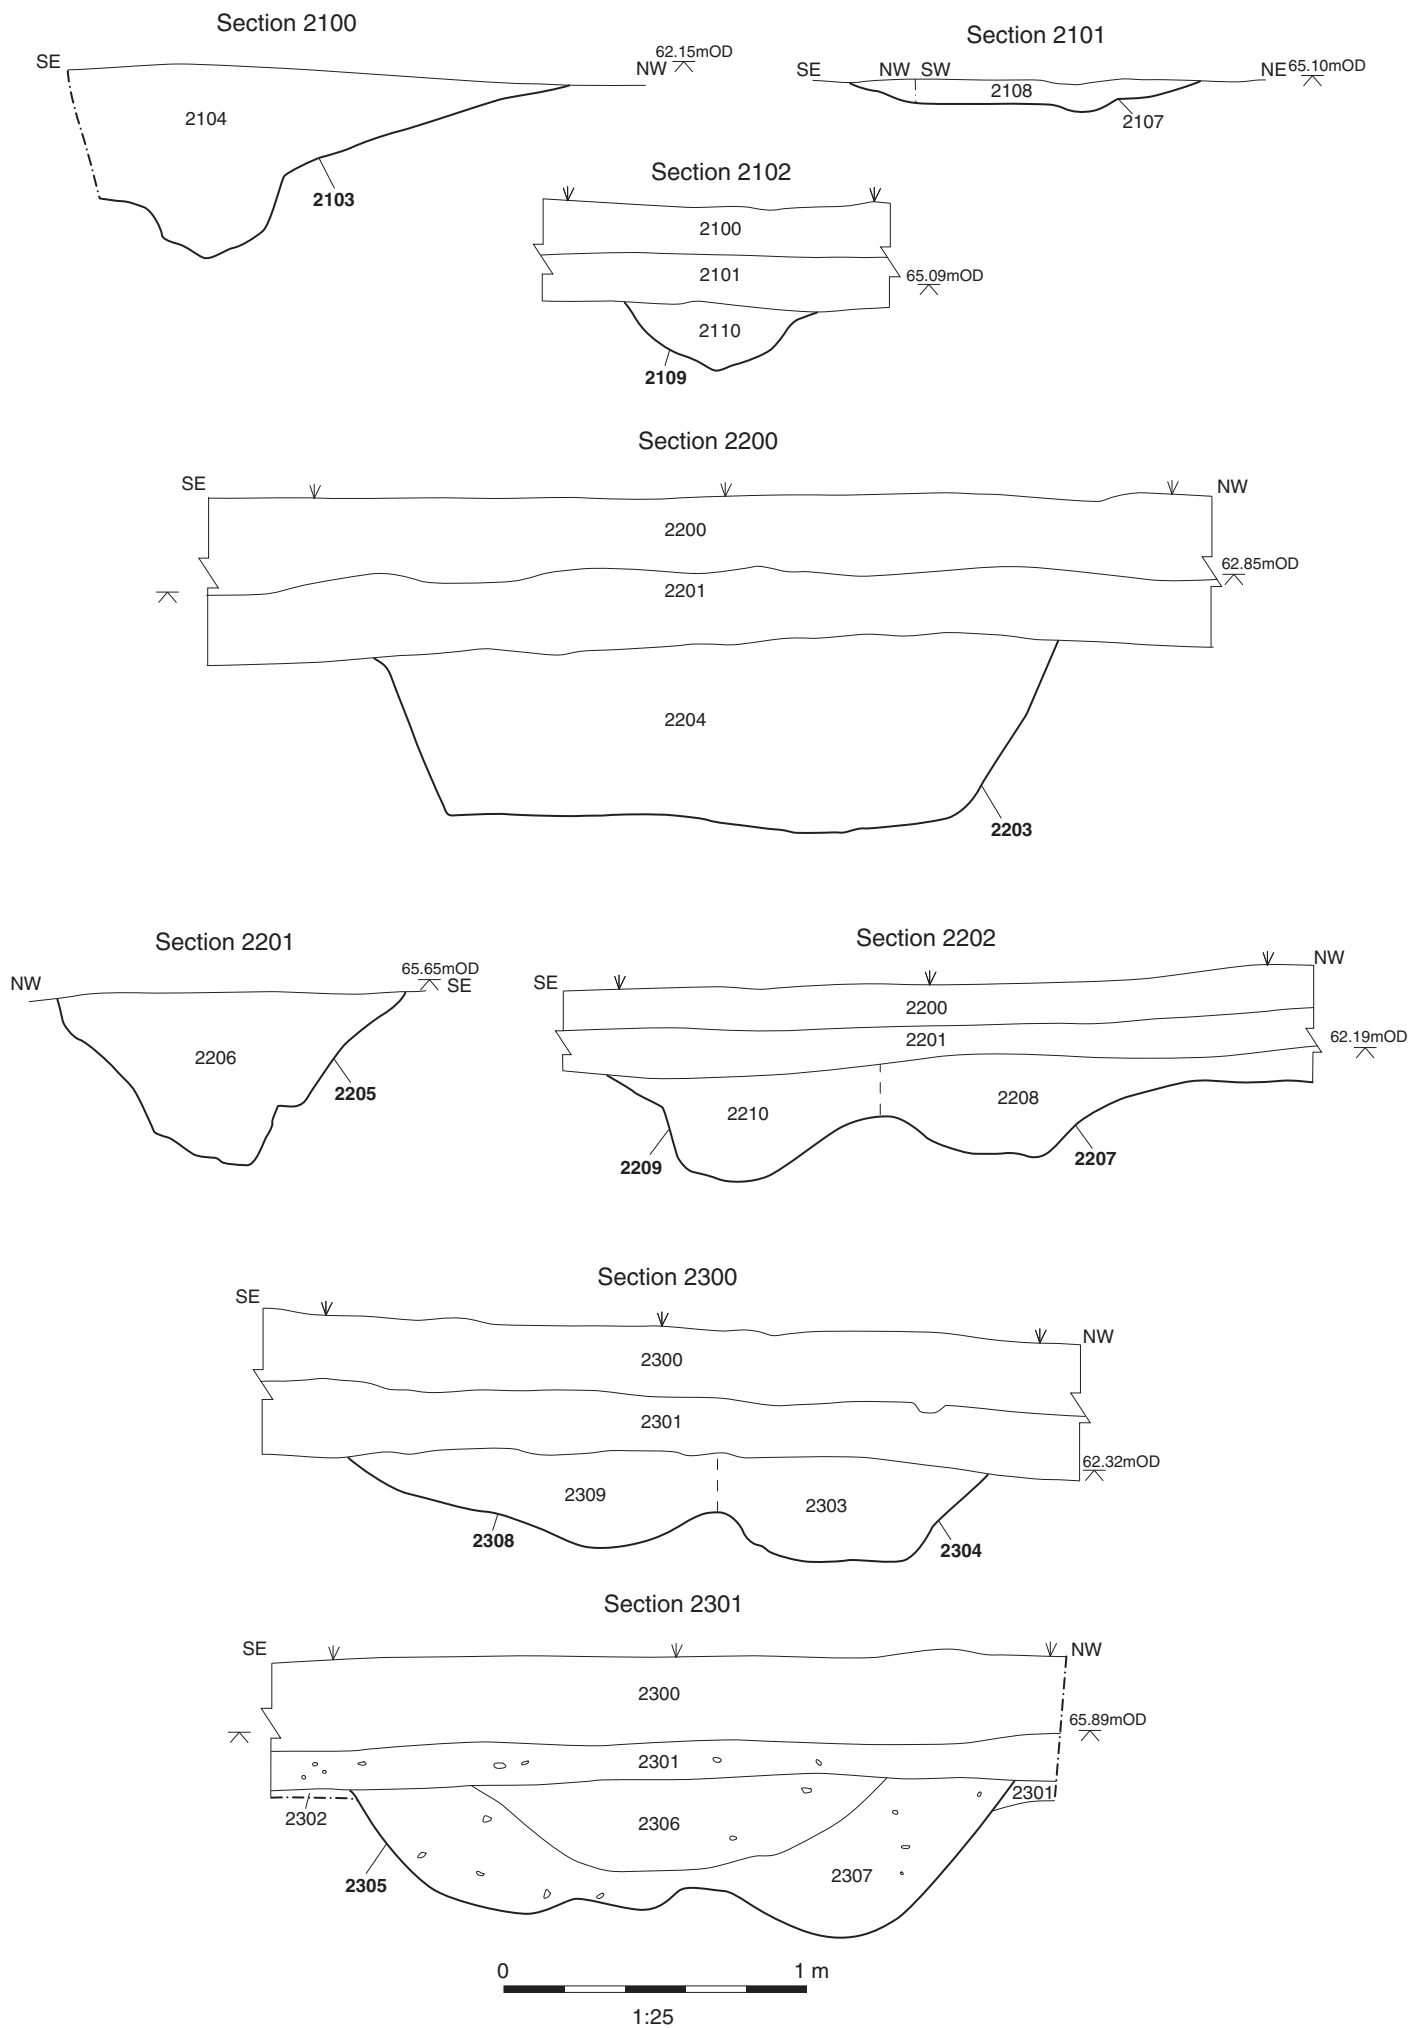 Section 2100
SE
NW
62.15mOD
2104
2103
Section 2101
SE
NW SW
NE
65.10mOD
2108
2107
Section 2102
2100
2101
65.09mOD
2110
2109
Section 2200
SE
NW
2200
62.85mOD
2201
2204
2203
Section 2201
NW
65.65mOD
SE
2206
2205
Section 2202
SE
NW
2200
2201
62.19mOD
2210
2208
2209
2207
Section 2300
SE
NW
2300
2301
62.32mOD
2309
2303
2308
2304
Section 2301
SE
NW
2300
65.89mOD
2301
2301
2302
2306
2307
2305
0 1 m
1:25